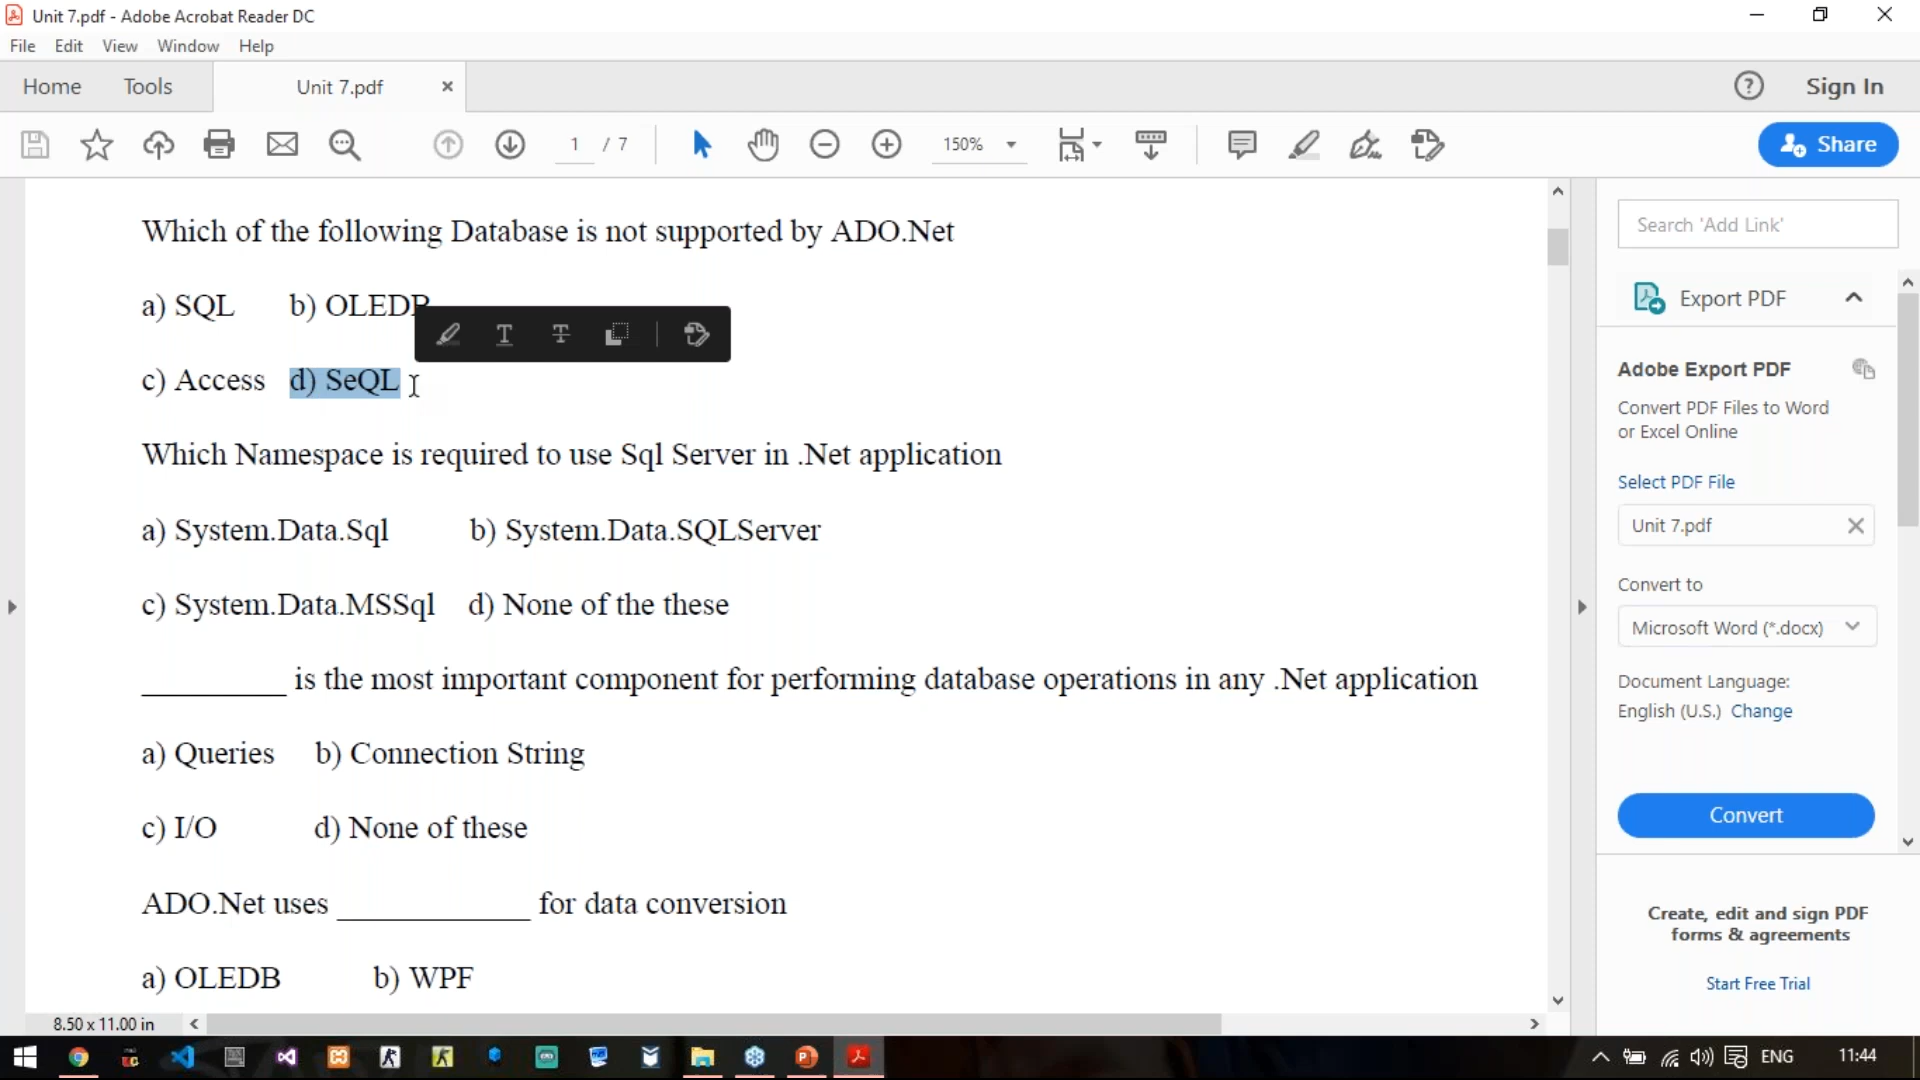 Unit 7.pdf - Adobe Acrobat Reader DC
File Edit View Window Help
Home Tools Unit 7.pdf Sign In
1 / 7 150% Share
Which of the following Database is not supported by ADO.Net
a) SQL b) OLEDB
c) Access d) SeQL
Which Namespace is required to use Sql Server in .Net application
a) System.Data.Sql b) System.Data.SQLServer
c) System.Data.MSSql d) None of the these
_________ is the most important component for performing database operations in any .Net application
a) Queries b) Connection String
c) I/O d) None of these
ADO.Net uses ____________ for data conversion
a) OLEDB b) WPF
8.50 x 11.00 in
Search 'Add Link'
Export PDF
Adobe Export PDF
Convert PDF Files to Word
or Excel Online
Select PDF File
Unit 7.pdf
Convert to
Microsoft Word (*.docx)
Document Language:
English (U.S.) Change
Convert
Create, edit and sign PDF
forms & agreements
Start Free Trial
ENG 11:44